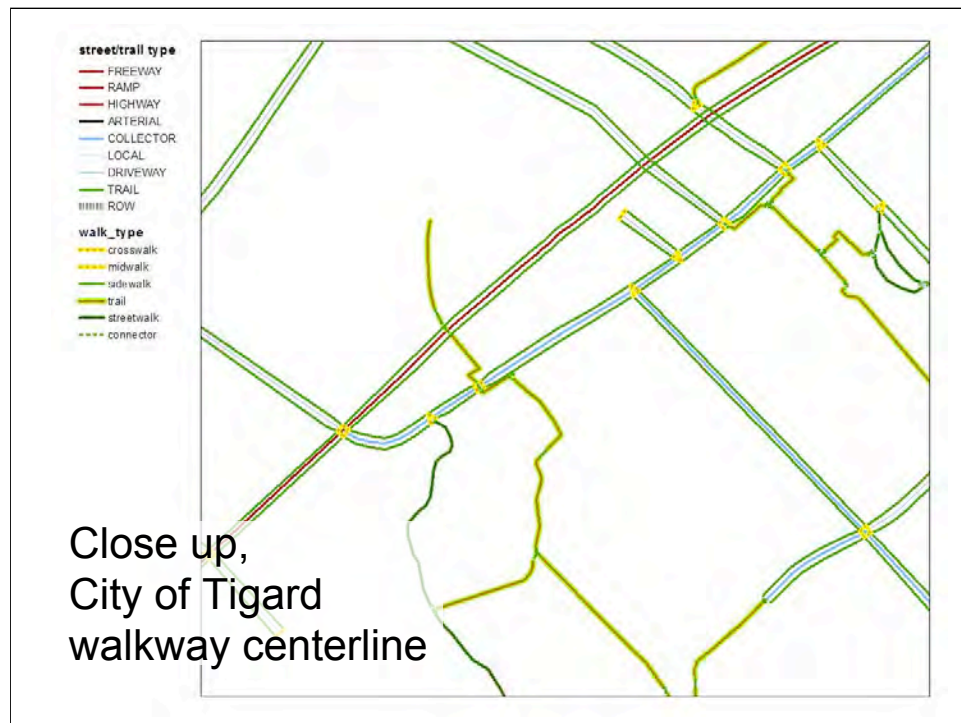 street/trail type
FREEWAY
RAMP
HIGHWAY
ARTERIAL
COLLECTOR
LOCAL
DRIVEWAY
TRAIL
ROW
walk_type
crosswalk
midwalk
sidewalk
trail
streetwalk
connector
Close up,
City of Tigard
walkway centerline